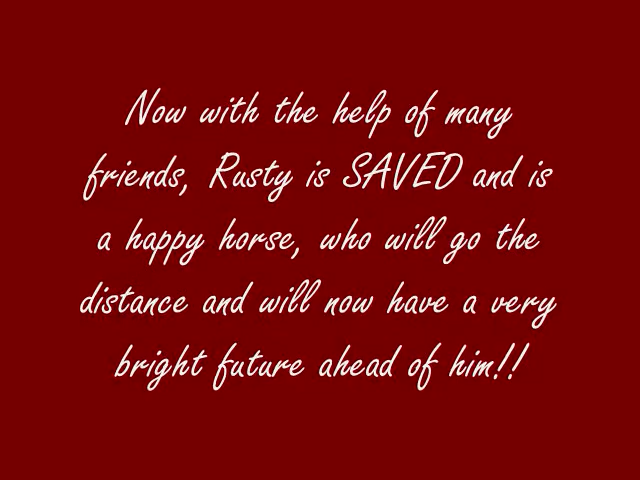 Now with the help of many
friends, Rusty is SAVED and is
a happy horse, who will go the
distance and will now have a very
bright future ahead of him!!